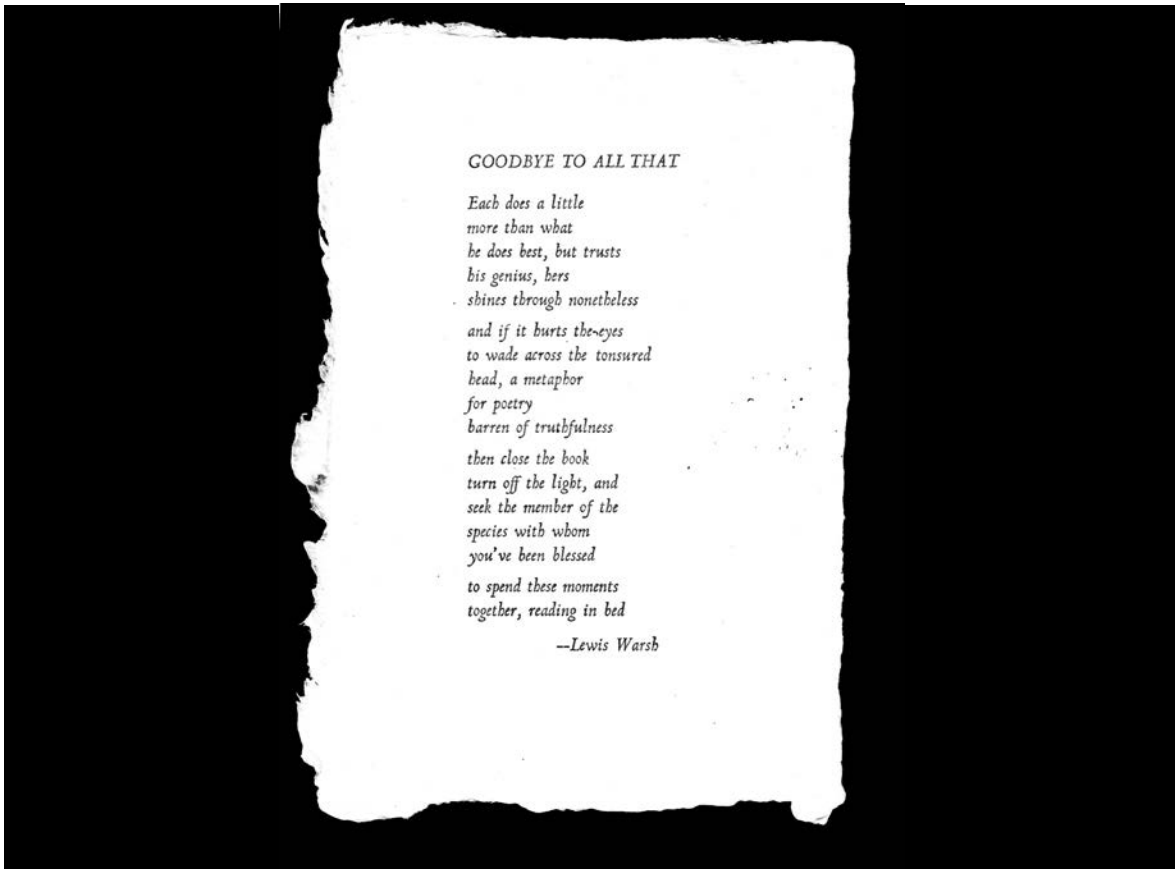 GOODBYE TO ALL THAT
Each does a little
more than what
he does best, but trusts
his genius, hers
shines through nonetheless
and if it hurts the eyes
to wade across the tonsured
head, a metaphor
for poetry
barren of truthfulness
then close the book
turn off the light, and
seek the member of the
species with whom
you've been blessed
to spend these moments
together, reading in bed
--Lewis Warsh